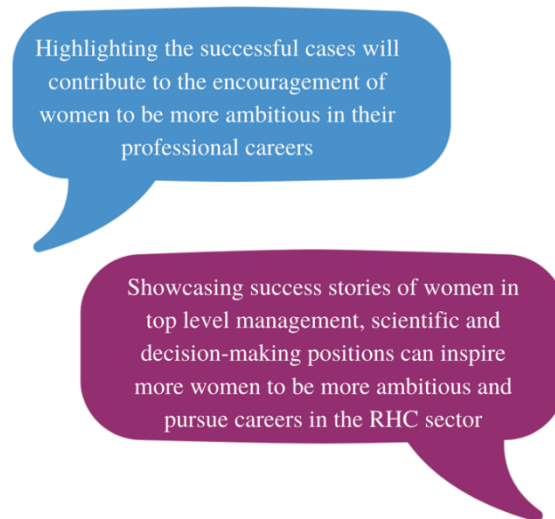 Highlighting the successful cases will
contribute to the encouragement of
women to be more ambitious in their
professional careers
Showcasing success stories of women in
top level management, scientific and
decision-making positions can inspire
more women to be more ambitious and
pursue careers in the RHC sector